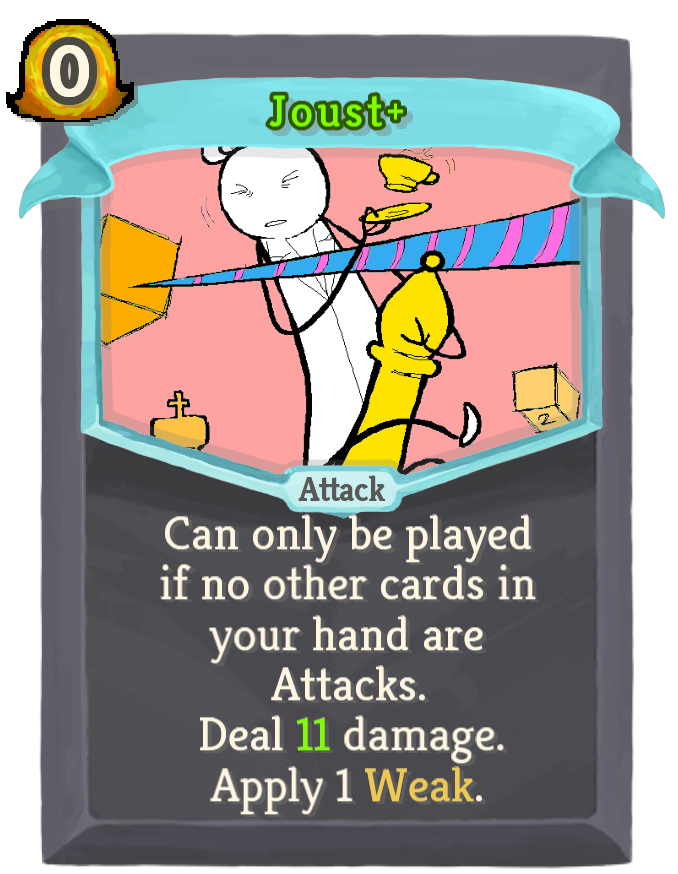 0
Joust+
2
Attack
Can only be played
if no other cards in
your hand are
Attacks.
Deal 11 damage.
Apply 1 Weak.